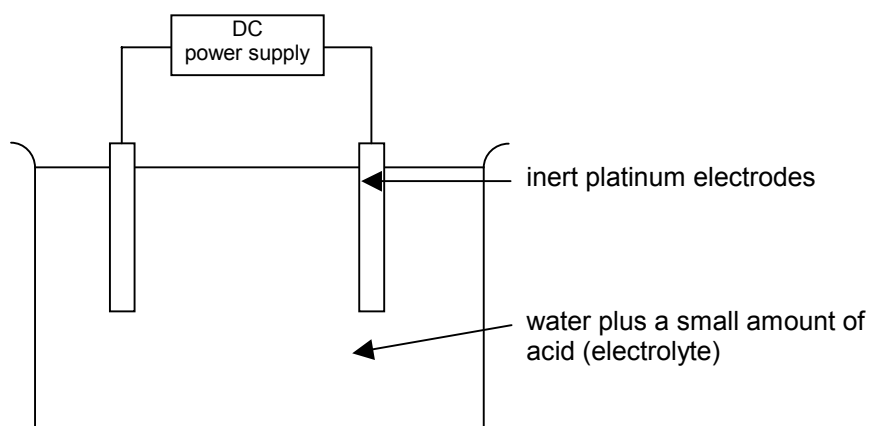 DC
power supply
inert platinum electrodes
water plus a small amount of
acid (electrolyte)